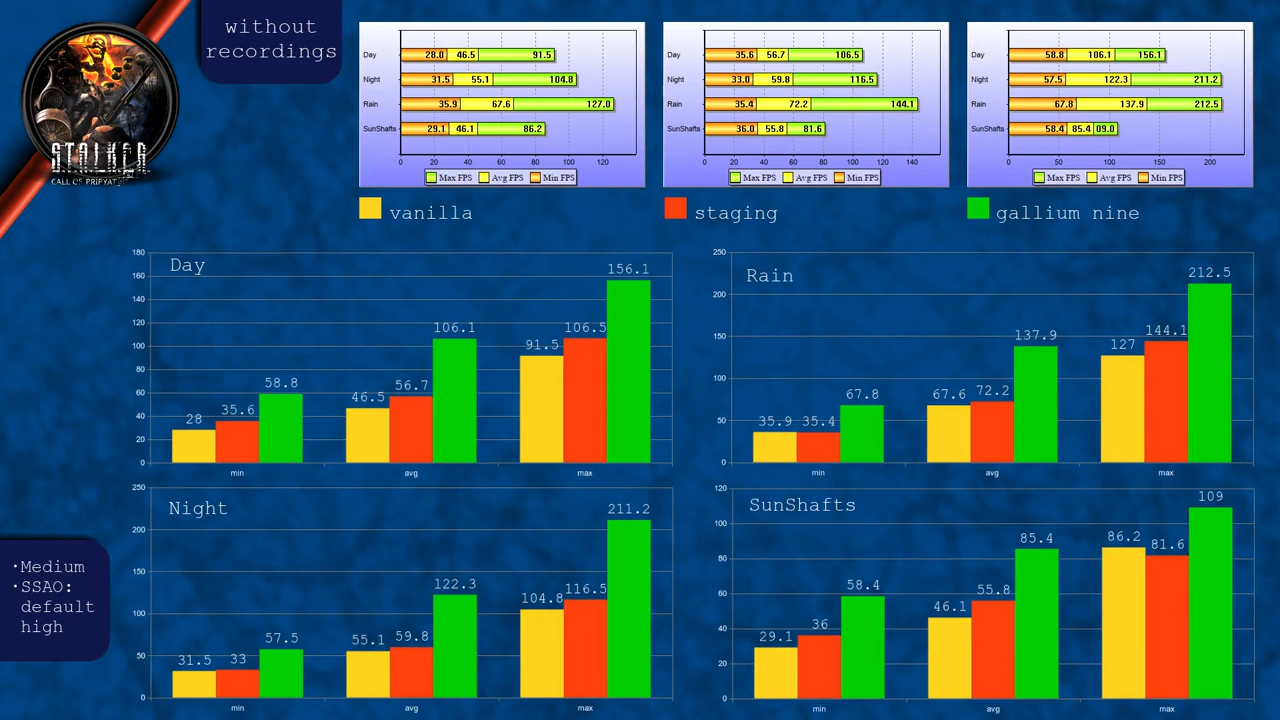 without
recordings
S.T.A.L.K.E.R.
CALL OF PRIPYAT
Day 28.0 46.5 91.5
Night 31.5 55.1 104.8
Rain 35.9 67.6 127.0
SunShafts 29.1 46.1 86.2
0 20 40 60 80 100 120
Max FPS Avg FPS Min FPS
Day 35.6 56.7 106.5
Night 33.0 59.8 116.5
Rain 35.4 72.2 144.1
SunShafts 36.0 55.8 81.6
0 20 40 60 80 100 120 140
Max FPS Avg FPS Min FPS
Day 58.8 106.1 156.1
Night 57.5 122.3 211.2
Rain 67.8 137.9 212.5
SunShafts 58.4 85.4 09.0
0 50 100 150 200
Max FPS Avg FPS Min FPS
vanilla
staging
gallium nine
Day
180
160
140
120
100
80
60
40
20
0
28 35.6 58.8
46.5 56.7 106.1
91.5 106.5 156.1
min avg max
Rain
250
200
150
100
50
0
35.9 35.4 67.8
67.6 72.2 137.9
127 144.1 212.5
min avg max
Night
250
200
150
100
50
0
31.5 33 57.5
55.1 59.8 122.3
104.8 116.5 211.2
min avg max
SunShafts
120
100
80
60
40
20
0
29.1 36 58.4
46.1 55.8 85.4
86.2 81.6 109
min avg max
·Medium
·SSAO:
default
high